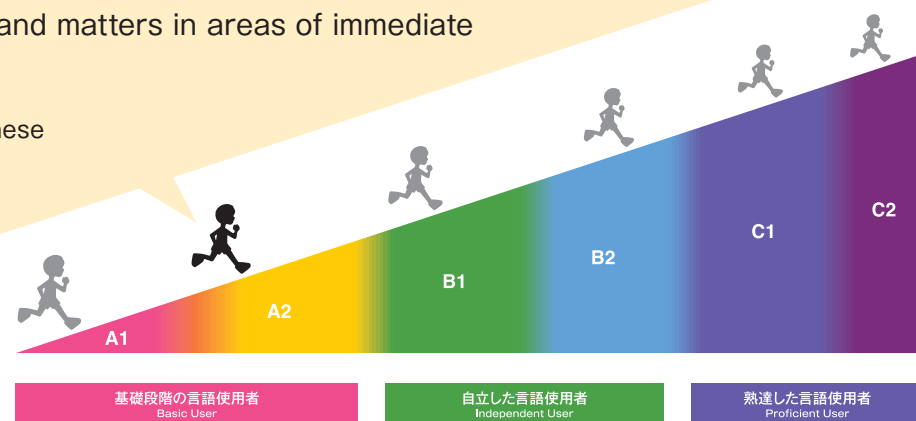 and matters in areas of immediate
A1
A2
B1
B2
C1
C2
基礎段階の言語使用者
Basic User
自立した言語使用者
Independent User
熟達した言語使用者
Proficient User